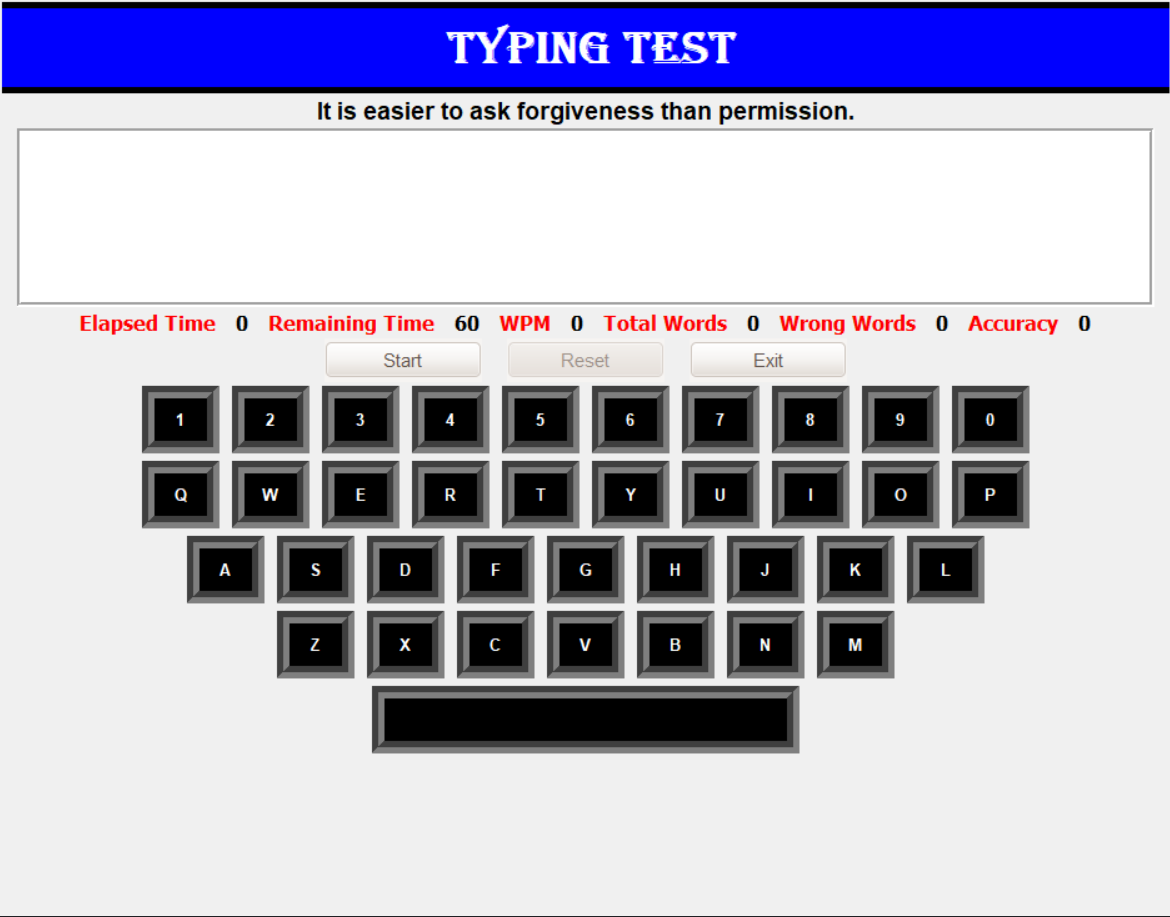 TYPING TEST
It is easier to ask forgiveness than permission.
Elapsed Time 0 Remaining Time 60 WPM 0 Total Words 0 Wrong Words 0 Accuracy 0
Start Reset Exit
1 2 3 4 5 6 7 8 9 0
Q W E R T Y U I O P
A S D F G H J K L
Z X C V B N M